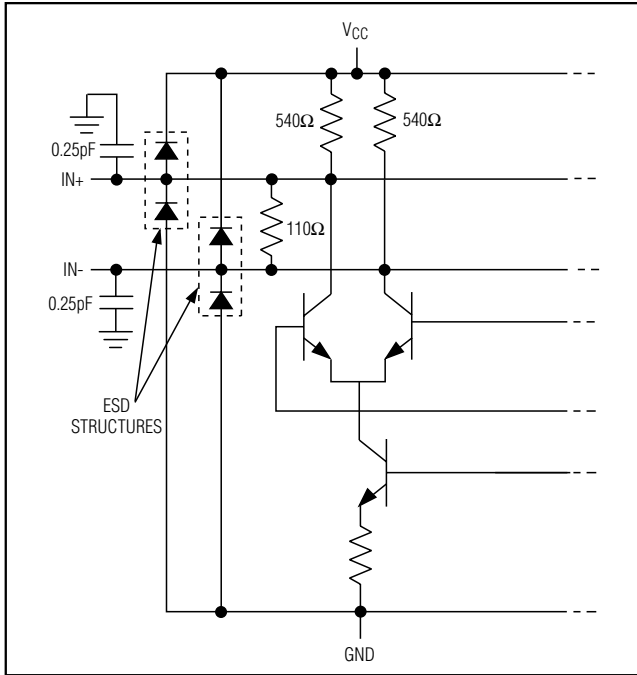 VCC
540Ω
540Ω
0.25pF
IN+
110Ω
IN-
0.25pF
ESD
STRUCTURES
GND